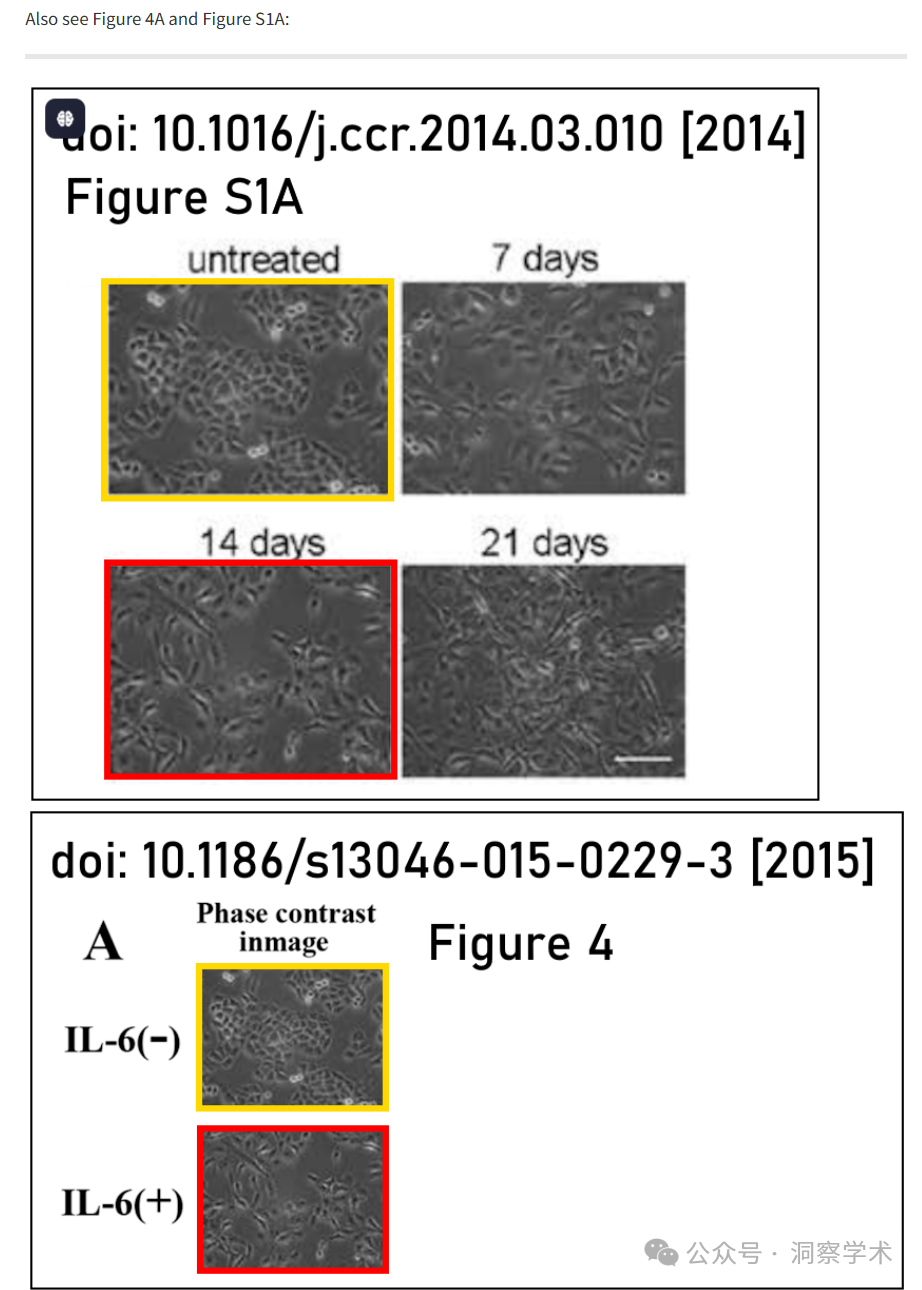 Also see Figure 4A and Figure S1A:
doi: 10.1016/j.ccr.2014.03.010 [2014]
Figure S1A
untreated
7 days
14 days
21 days
doi: 10.1186/s13046-015-0229-3 [2015]
A
Phase contrast
inmage
Figure 4
IL-6(-)
IL-6(+)
公众号 · 洞察学术